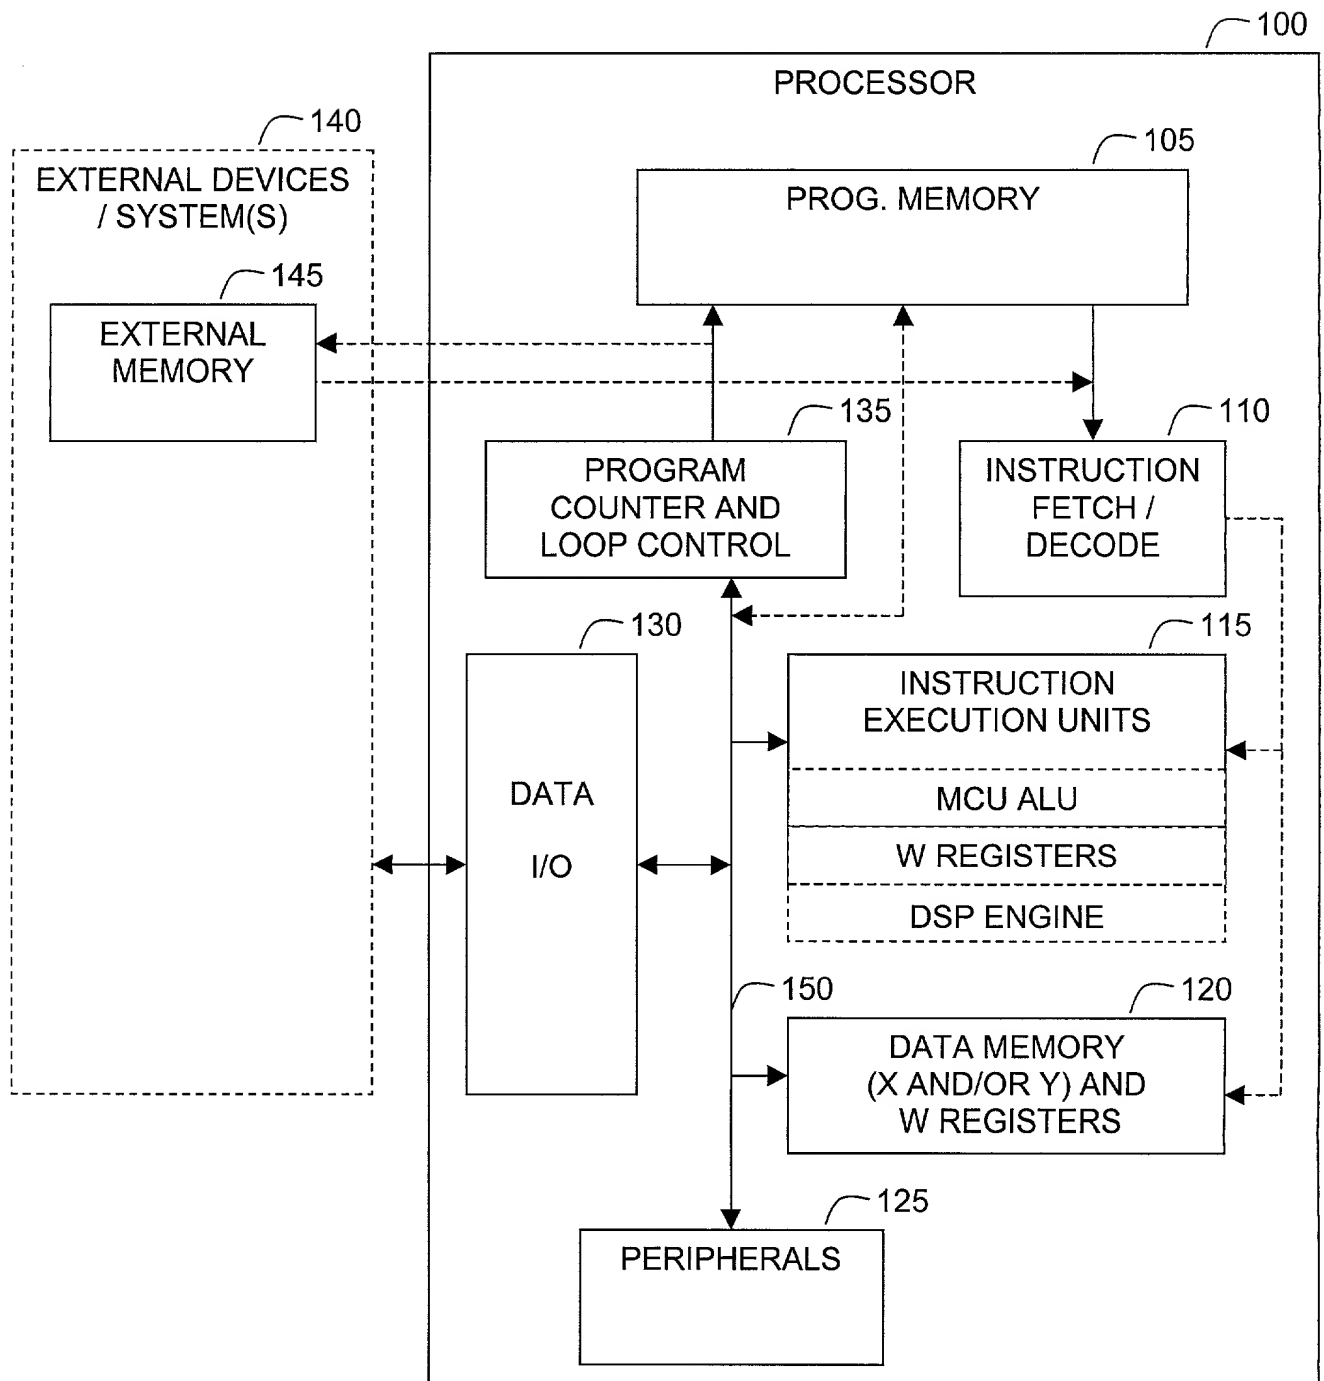 100
PROCESSOR
140
EXTERNAL DEVICES
/ SYSTEM(S)
105
PROG. MEMORY
145
EXTERNAL
MEMORY
135
PROGRAM
COUNTER AND
LOOP CONTROL
110
INSTRUCTION
FETCH /
DECODE
130
DATA
I/O
115
INSTRUCTION
EXECUTION UNITS
MCU ALU
W REGISTERS
DSP ENGINE
150
120
DATA MEMORY
(X AND/OR Y) AND
W REGISTERS
125
PERIPHERALS